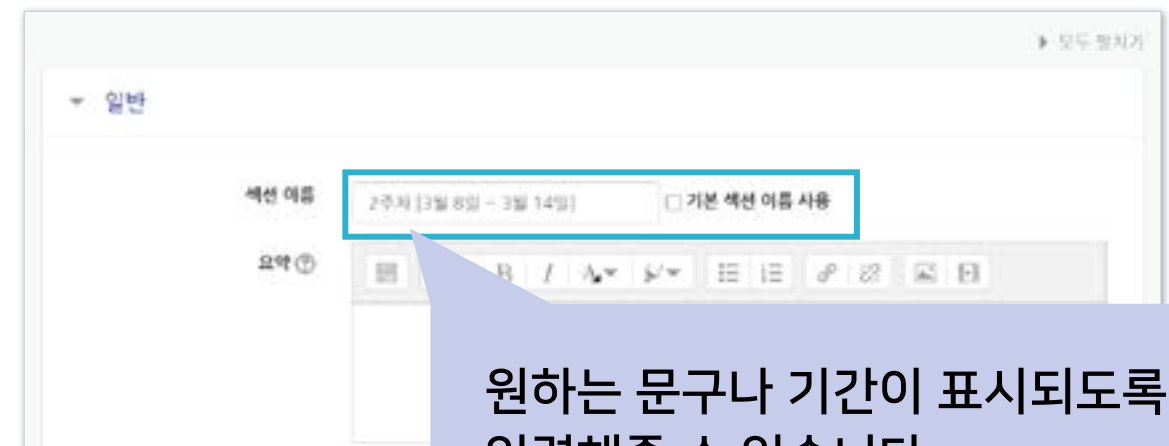 모두 펼치기
일반
섹션 이름
2주차 [3월 8일 - 3월 14일]
기본 섹션 이름 사용
요약
B I
원하는 문구나 기간이 표시되도록